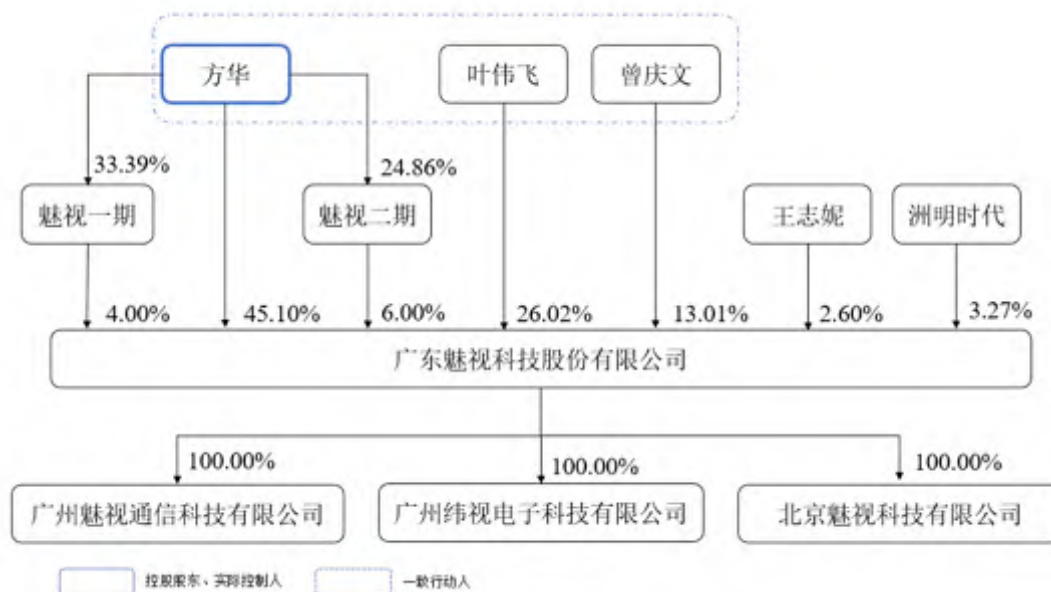 方华
叶伟飞
曾庆文
33.39%
24.86%
魅视一期
魅视二期
王志妮
洲明时代
4.00%
45.10%
6.00%
26.02%
13.01%
2.60%
3.27%
广东魅视科技股份有限公司
100.00%
100.00%
100.00%
广州魅视通信科技有限公司
广州纬视电子科技有限公司
北京魅视科技有限公司
控股股东、实际控制人
一致行动人